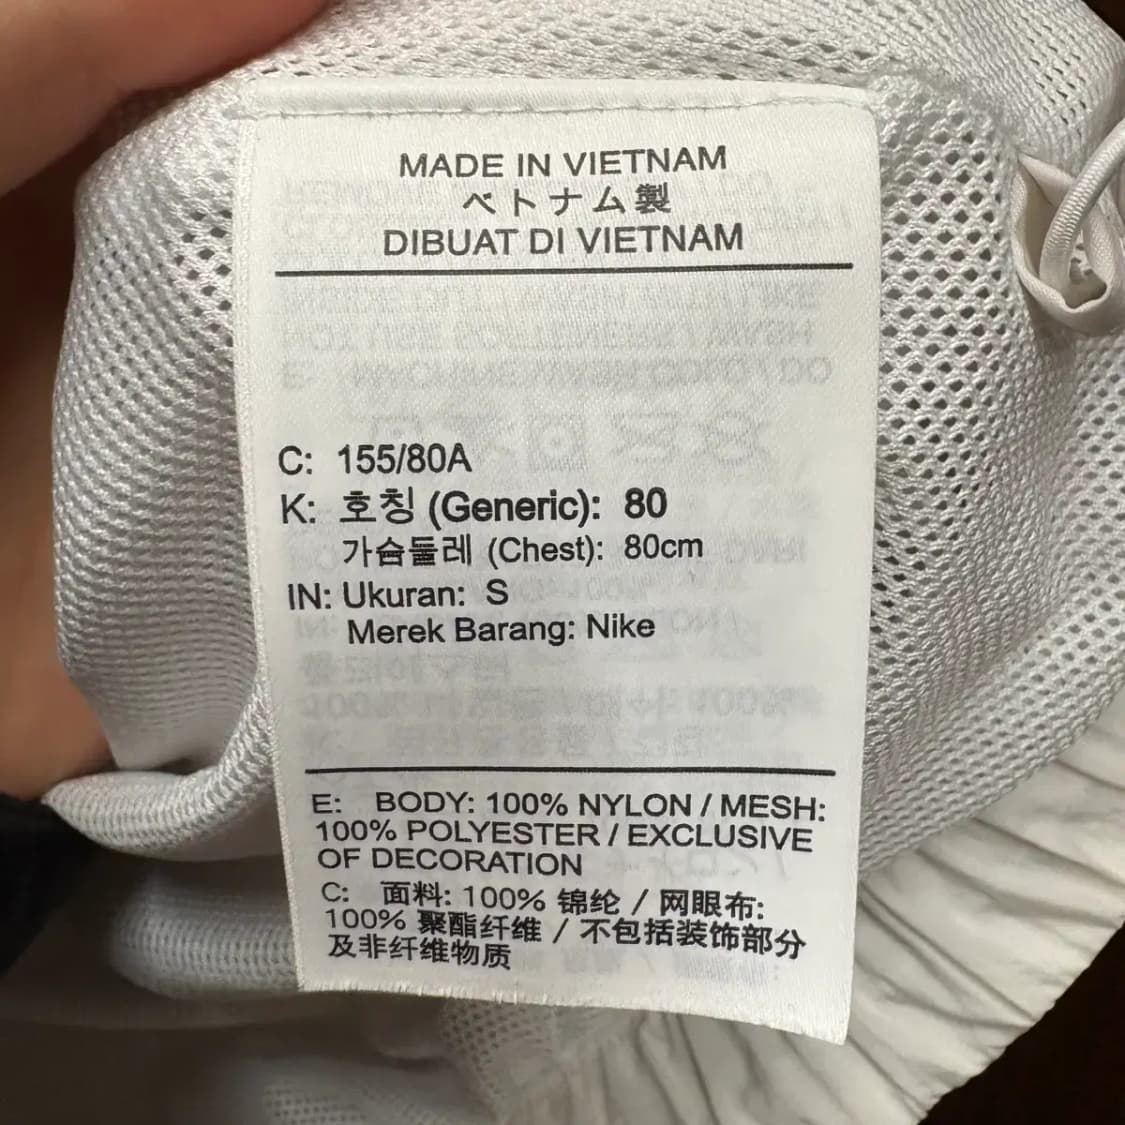 MADE IN VIETNAM
ベトナム製
DIBUAT DI VIETNAM
C: 155/80A
K: 호칭 (Generic): 80
가슴둘레 (Chest): 80cm
IN: Ukuran: S
Merek Barang: Nike
E: BODY: 100% NYLON / MESH:
100% POLYESTER / EXCLUSIVE
OF DECORATION
C: 面料: 100% 锦纶 / 网眼布:
100% 聚酯纤维 / 不包括装饰部分
及非纤维物质